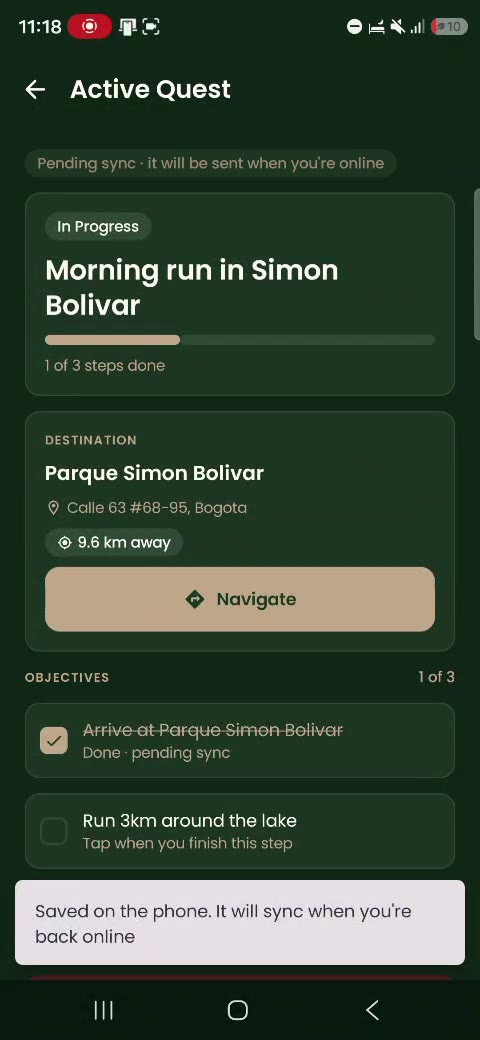 11:18
10
Active Quest
Pending sync · it will be sent when you're online
In Progress
Morning run in Simon
Bolivar
1 of 3 steps done
DESTINATION
Parque Simon Bolivar
Calle 63 #68-95, Bogota
9.6 km away
Navigate
OBJECTIVES
1 of 3
Arrive at Parque Simon Bolivar
Done · pending sync
Run 3km around the lake
Tap when you finish this step
Saved on the phone. It will sync when you're
back online